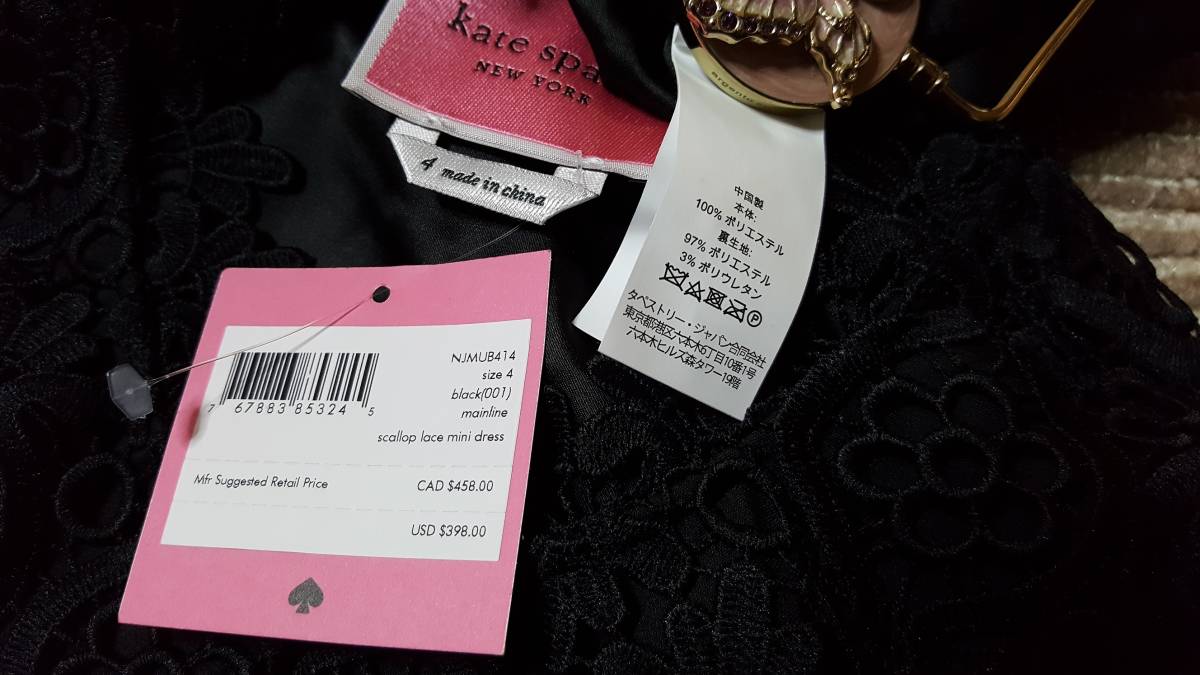 kate spa
NEW YORK
4 made in china
中国製
本体:
100% ポリエステル
裏生地:
97% ポリエステル
3% ポリウレタン
P
タペストリー・ジャパン合同会社
東京都港区六本木6丁目10番1号
六本木ヒルズ森タワー19階
NJMUB414
size 4
black(001)
mainline
7 67883 85324 5
scallop lace mini dress
Mfr Suggested Retail Price CAD $458.00
USD $398.00